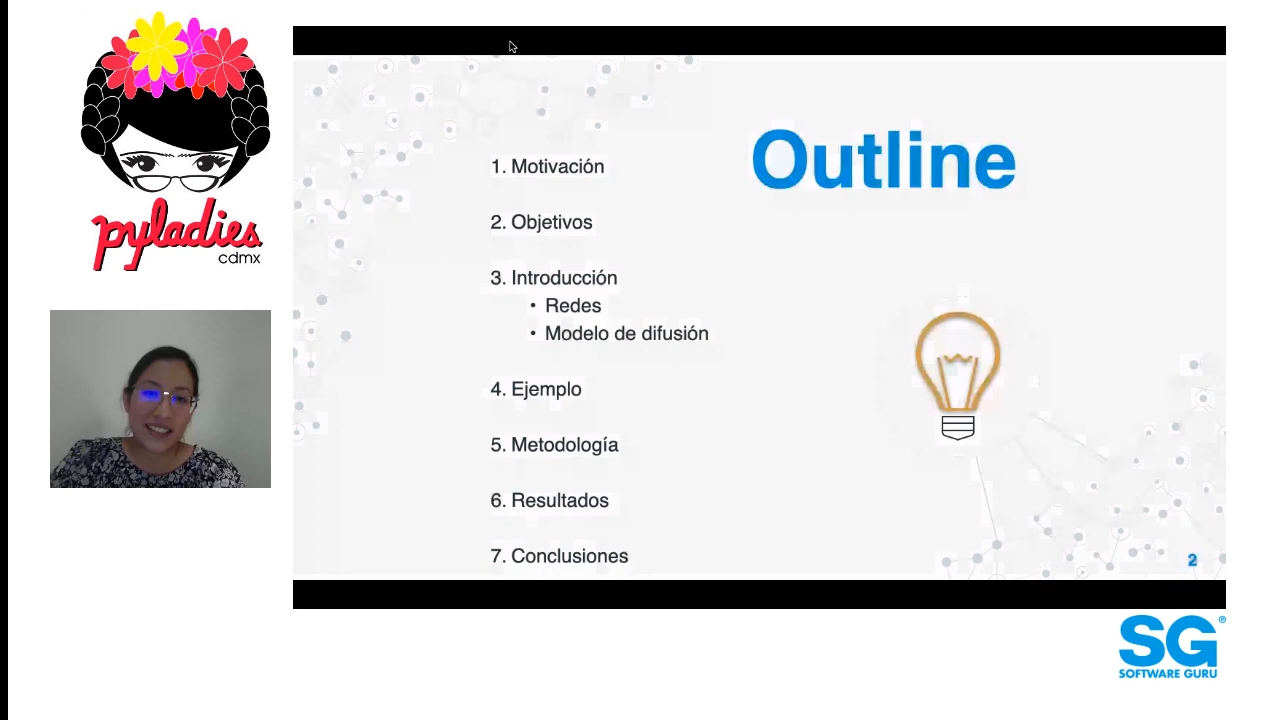 pyladies
cdmx
Outline
1. Motivación
2. Objetivos
3. Introducción
• Redes
• Modelo de difusión
4. Ejemplo
5. Metodología
6. Resultados
7. Conclusiones
2
SG®
SOFTWARE GURU